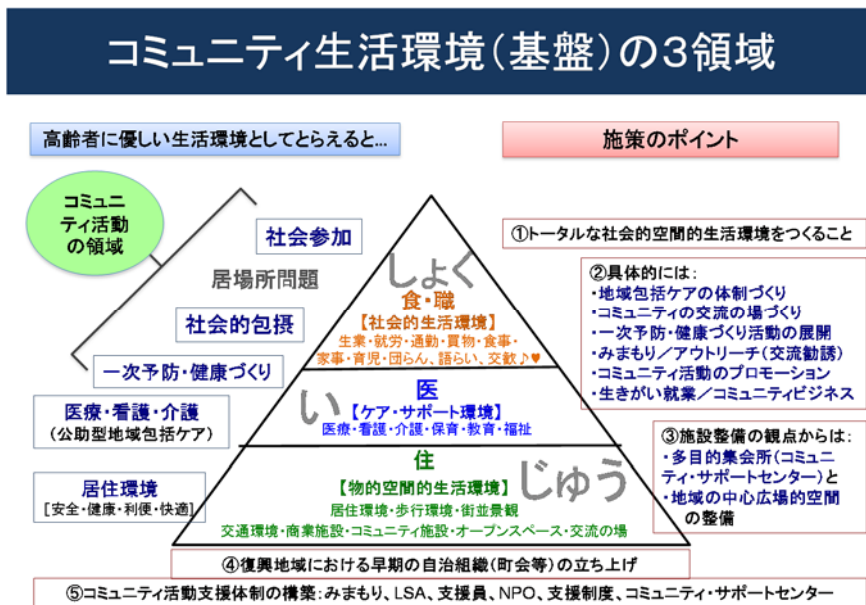 コミュニティ生活環境(基盤)の3領域
高齢者に優しい生活環境としてとらえると…
施策のポイント
コミュニ
ティ活動
の領域
社会参加
居場所問題
社会的包摂
一次予防・健康づくり
医療・看護・介護
(公助型地域包括ケア)
居住環境
[安全・健康・利便・快適]
しょく
食・職
【社会的生活環境】
生業・就労・通勤・買物・食事・
家事・育児・団らん、語らい、交歓♪♥
い
医
【ケア・サポート環境】
医療・看護・介護・保育・教育・福祉
じゅう
住
【物的空間的生活環境】
居住環境・歩行環境・街並景観
交通環境・商業施設・コミュニティ施設・オープンスペース・交流の場
①トータルな社会的空間的生活環境をつくること
②具体的には:
・地域包括ケアの体制づくり
・コミュニティの交流の場づくり
・一次予防・健康づくり活動の展開
・みまもり/アウトリーチ(交流勧誘)
・コミュニティ活動のプロモーション
・生きがい就業/コミュニティビジネス
③施設整備の観点からは:
・多目的集会所(コミュニ
ティ・サポートセンター)と
・地域の中心広場的空間
の整備
④復興地域における早期の自治組織(町会等)の立ち上げ
⑤コミュニティ活動支援体制の構築:みまもり、LSA、支援員、NPO、支援制度、コミュニティ・サポートセンター